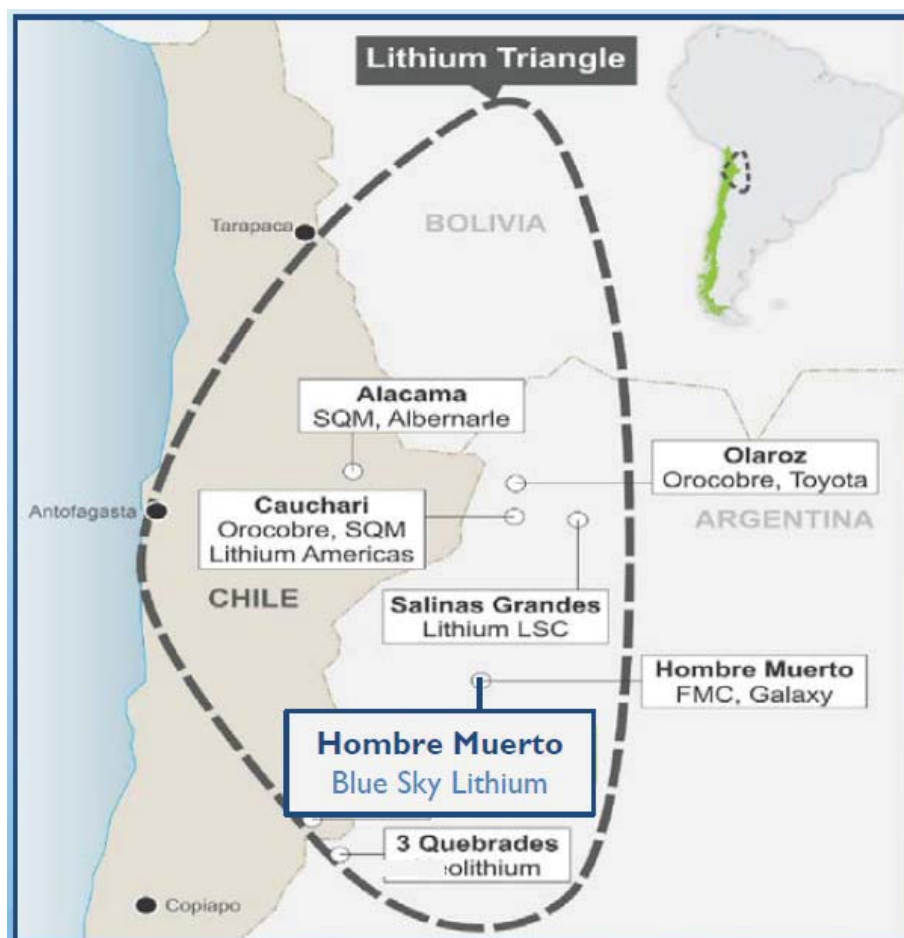 Lithium Triangle
Tarapaca
BOLIVIA
Alacama
SQM, Albernarle
Olaroz
Orocobre, Toyota
Antofagasta
Cauchari
Orocobre, SQM
Lithium Americas
ARGENTINA
CHILE
Salinas Grandes
Lithium LSC
Hombre Muerto
FMC, Galaxy
Hombre Muerto
Blue Sky Lithium
3 Quebrades
eolithium
Copiapo